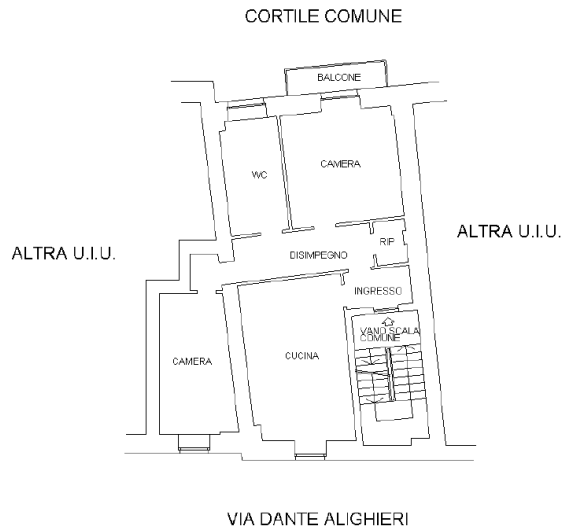 CORTILE COMUNE
BALCONE
CAMERA
WC
ALTRA U.I.U.
ALTRA U.I.U.
RIP
DISIMPEGNO
INGRESSO
VANO SCALA
COMUNE
CAMERA
CUCINA
VIA DANTE ALIGHIERI